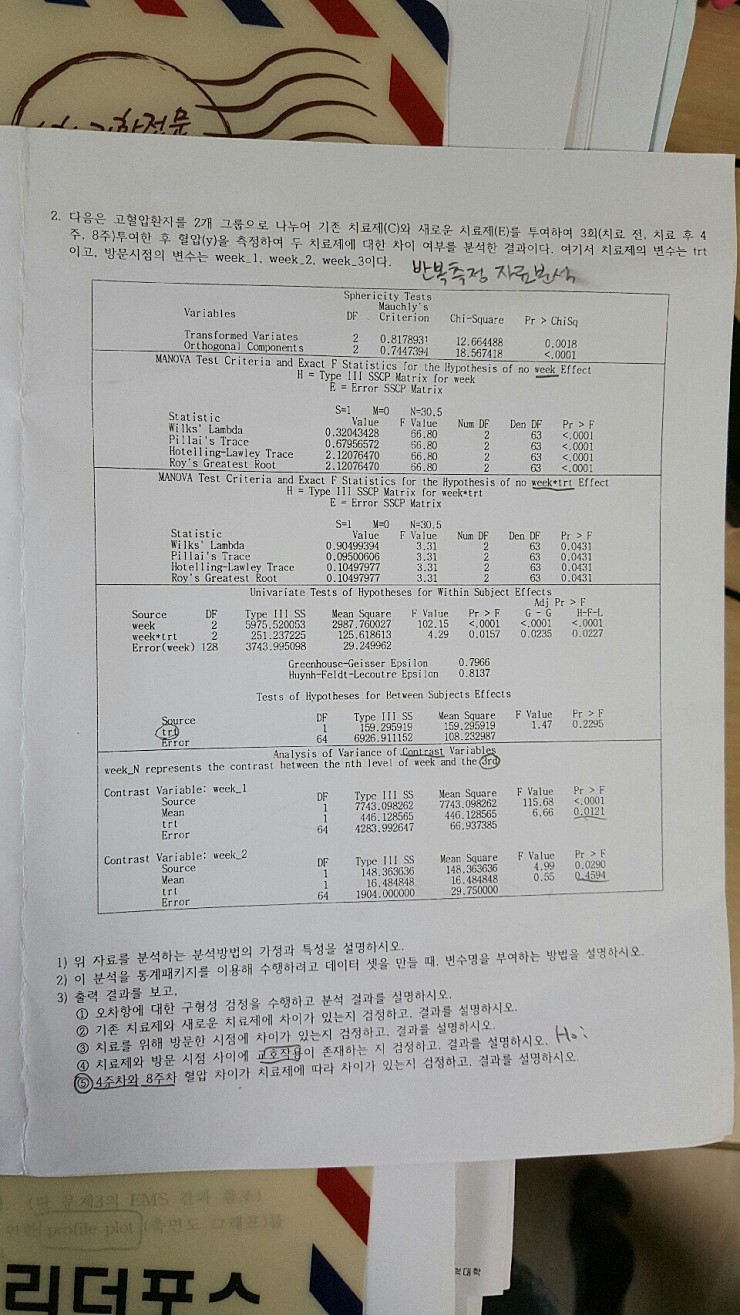 2. 다음은 고혈압환지를 2개 그룹으로 나누어 기존 치료제(C)와 새로운 시료제(E)를 투여하여 3회(치료 전, 치료 후 4
주, 8주)투여한 후 혈압(y)을 측정하여 두 치료제에 대한 차이 여부를 분석한 결과이다. 여기서 치료제의 변수는 trt
이고, 방문시점의 변수는 week_1, week_2, week_3이다. 반복측정 자료분석
Sphericity Tests
Mauchly's
Variables DF Criterion Chi-Square Pr > ChiSq
Transformed Variates 2 0.8178931 12.664488 0.0018
Orthogonal Components 2 0.7447394 18.567418 <.0001
MANOVA Test Criteria and Exact F Statistics for the Hypothesis of no week Effect
H = Type III SSCP Matrix for week
E = Error SSCP Matrix
S=1 M=0 N=30.5
Statistic Value F Value Num DF Den DF Pr > F
Wilks' Lambda 0.32043428 66.80 2 63 <.0001
Pillai's Trace 0.67956572 66.80 2 63 <.0001
Hotelling-Lawley Trace 2.12076470 66.80 2 63 <.0001
Roy's Greatest Root 2.12076470 66.80 2 63 <.0001
MANOVA Test Criteria and Exact F Statistics for the Hypothesis of no week*trt Effect
H = Type III SSCP Matrix for week*trt
E = Error SSCP Matrix
S=1 M=0 N=30.5
Statistic Value F Value Num DF Den DF Pr > F
Wilks' Lambda 0.90499394 3.31 2 63 0.0431
Pillai's Trace 0.09500606 3.31 2 63 0.0431
Hotelling-Lawley Trace 0.10497977 3.31 2 63 0.0431
Roy's Greatest Root 0.10497977 3.31 2 63 0.0431
Univariate Tests of Hypotheses for Within Subject Effects
Adj Pr > F
Source DF Type III SS Mean Square F Value Pr > F G - G H-F-L
week 2 5975.520053 2987.760027 102.15 <.0001 <.0001 <.0001
week*trt 2 251.237225 125.618613 4.29 0.0157 0.0235 0.0227
Error(week) 128 3743.995098 29.249962
Greenhouse-Geisser Epsilon 0.7966
Huynh-Feldt-Lecoutre Epsilon 0.8137
Tests of Hypotheses for Between Subjects Effects
Source DF Type III SS Mean Square F Value Pr > F
trt 1 159.295919 159.295919 1.47 0.2295
Error 64 6926.911152 108.232987
Analysis of Variance of Contrast Variables
week_N represents the contrast between the nth level of week and the 3rd
Contrast Variable: week_1
Source DF Type III SS Mean Square F Value Pr > F
Mean 1 7743.098262 7743.098262 115.68 <.0001
trt 1 446.128565 446.128565 6.66 0.0121
Error 64 4283.992647 66.937385
Contrast Variable: week_2
Source DF Type III SS Mean Square F Value Pr > F
Mean 1 148.363636 148.363636 4.99 0.0290
trt 1 16.484848 16.484848 0.55 0.4594
Error 64 1904.000000 29.750000
1) 위 자료를 분석하는 분석방법의 가정과 특성을 설명하시오.
2) 이 분석을 통계패키지를 이용해 수행하려고 데이터 셋을 만들 때, 변수명을 부여하는 방법을 설명하시오.
3) 출력 결과를 보고,
① 오차항에 대한 구형성 검정을 수행하고 분석 결과를 설명하시오.
② 기존 치료제와 새로운 치료제에 차이가 있는지 검정하고, 결과를 설명하시오.
③ 치료를 위해 방문한 시점에 차이가 있는지 검정하고, 결과를 설명하시오.
④ 치료제와 방문 시점 사이에 교호작용이 존재하는 지 검정하고, 결과를 설명하시오. Ho:
⑤ 4주차와 8주차 혈압 차이가 치료제에 따라 차이가 있는지 검정하고, 결과를 설명하시오.
(단 문제3의 EMS 결과 참조)
profile plot (측면도 그래프)를
리더포스